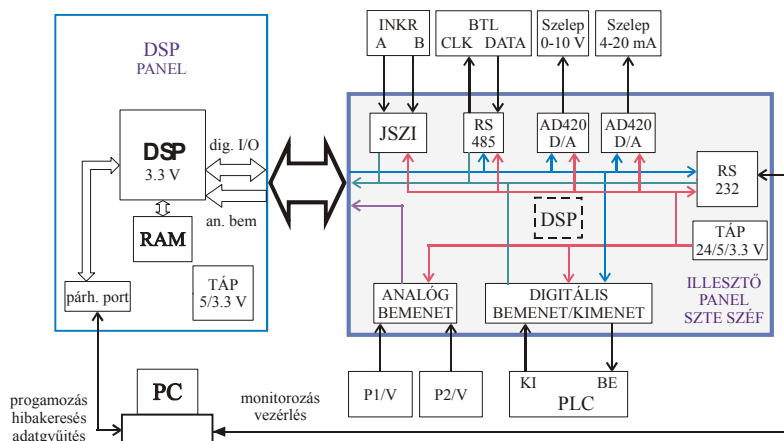 DSP
PANEL
DSP
3.3 V
RAM
dig. I/O
an. bem
párh. port
TÁP
5/3.3 V
INKR
A B
BTL
CLK DATA
Szelep
0-10 V
Szelep
4-20 mA
JSZI
RS
485
AD420
D/A
AD420
D/A
RS
232
DSP
TÁP
24/5/3.3 V
ANALÓG
BEMENET
DIGITÁLIS
BEMENET/KIMENET
ILLESZTŐ
PANEL
SZTE SZÉF
P1/V
P2/V
KI BE
PLC
PC
progamozás
hibakeresés
adatgyűjtés
monitorozás
vezérlés